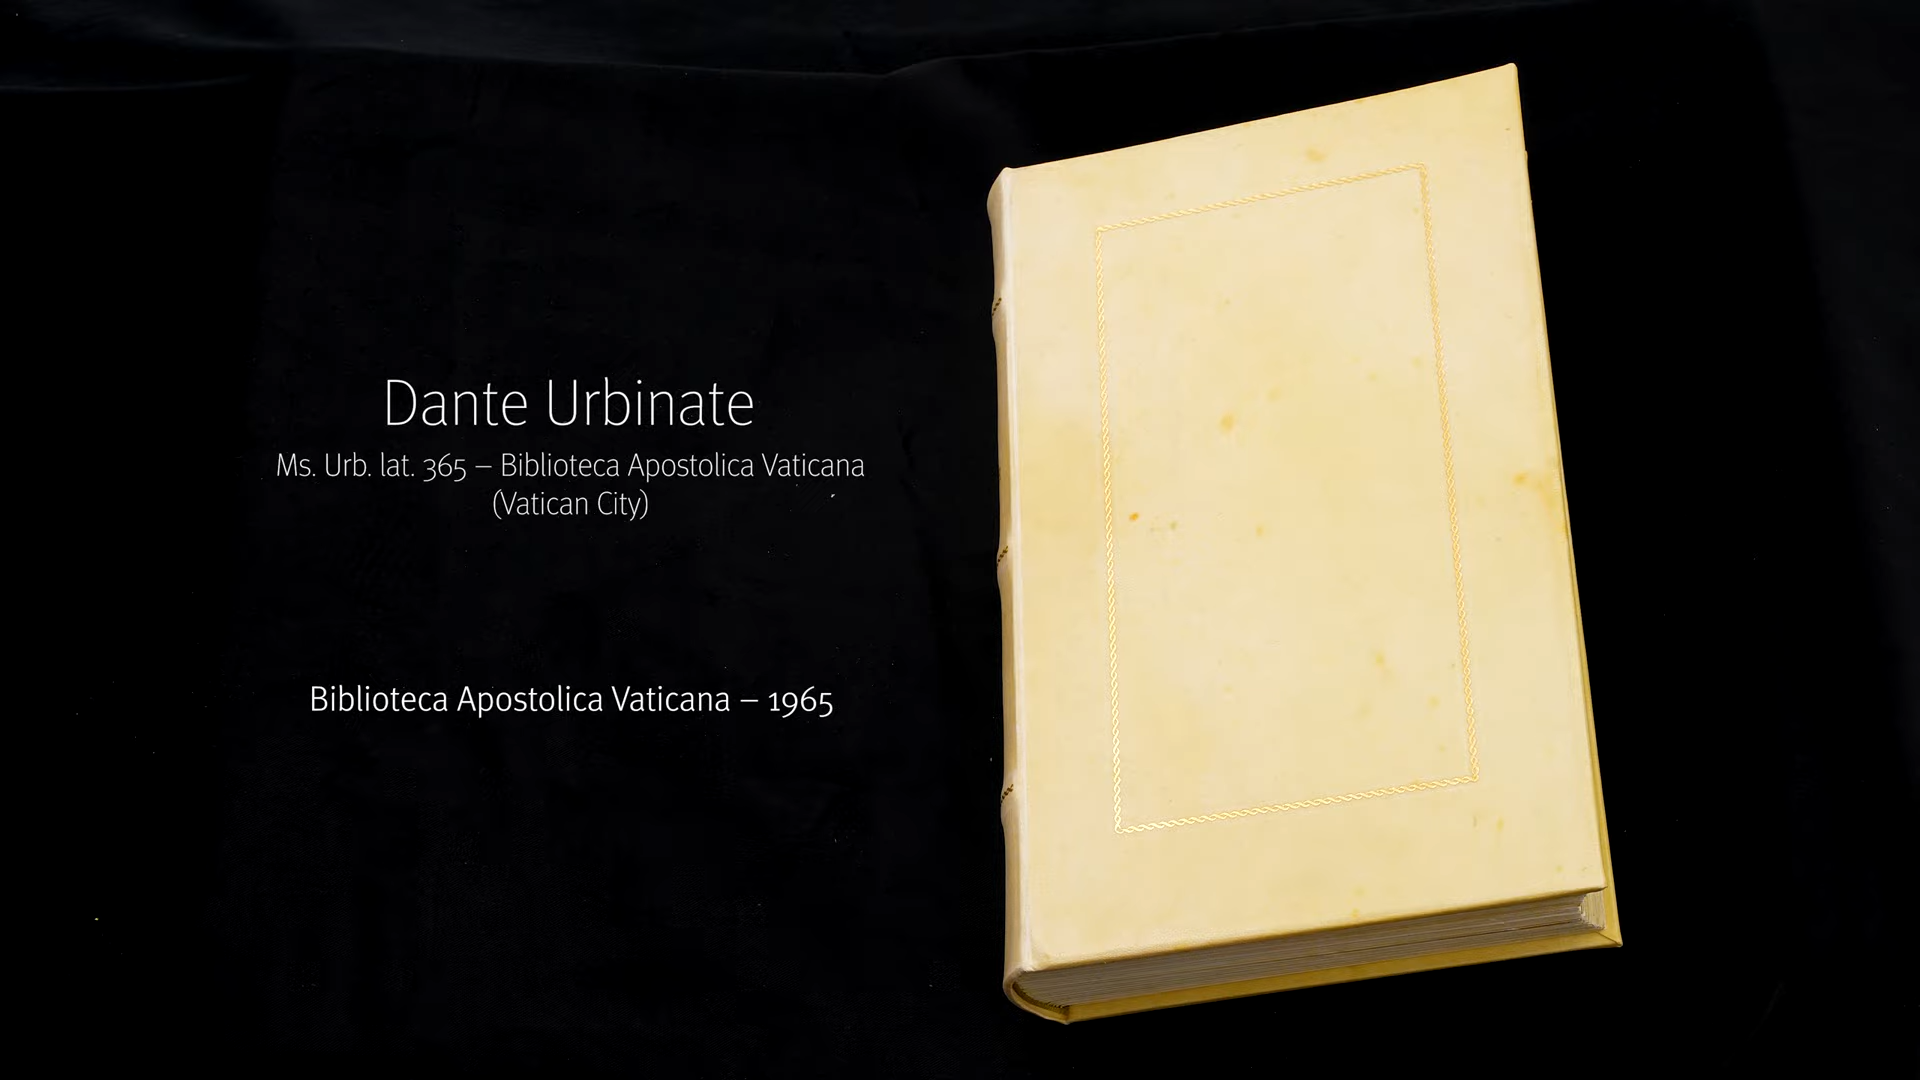 Dante Urbinate
Ms. Urb. lat. 365 – Biblioteca Apostolica Vaticana
(Vatican City)
Biblioteca Apostolica Vaticana – 1965